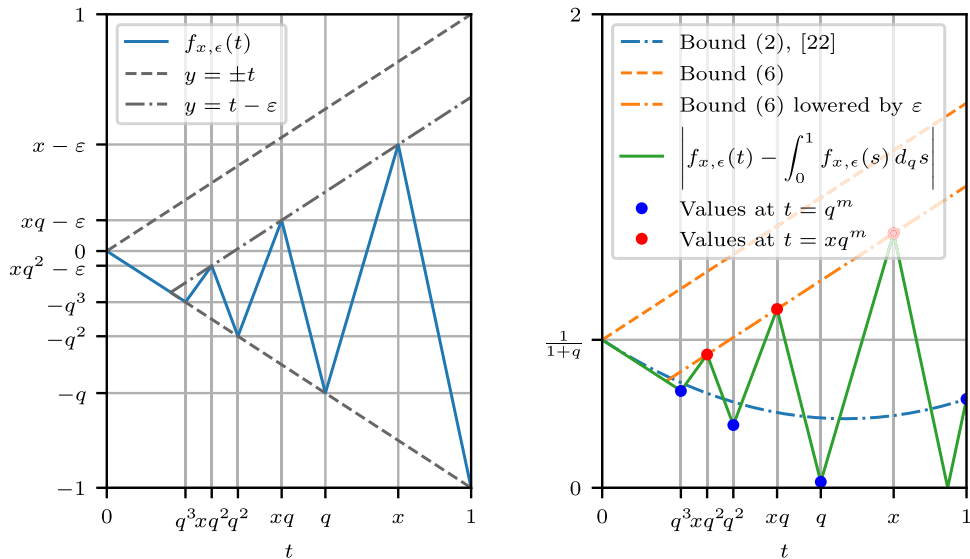 1
x − ε
xq − ε
0
xq² − ε
−q³
−q²
−q
−1
f_{x,ϵ}(t)
y = ±t
y = t − ε
0 q³ xq² q² xq q x 1
t
2
1/(1+q)
0
Bound (2), [22]
Bound (6)
Bound (6) lowered by ε
|f_{x,ϵ}(t) − ∫₀¹ f_{x,ϵ}(s) d_q s|
Values at t = q^m
Values at t = xq^m
0 q³ xq² q² xq q x 1
t